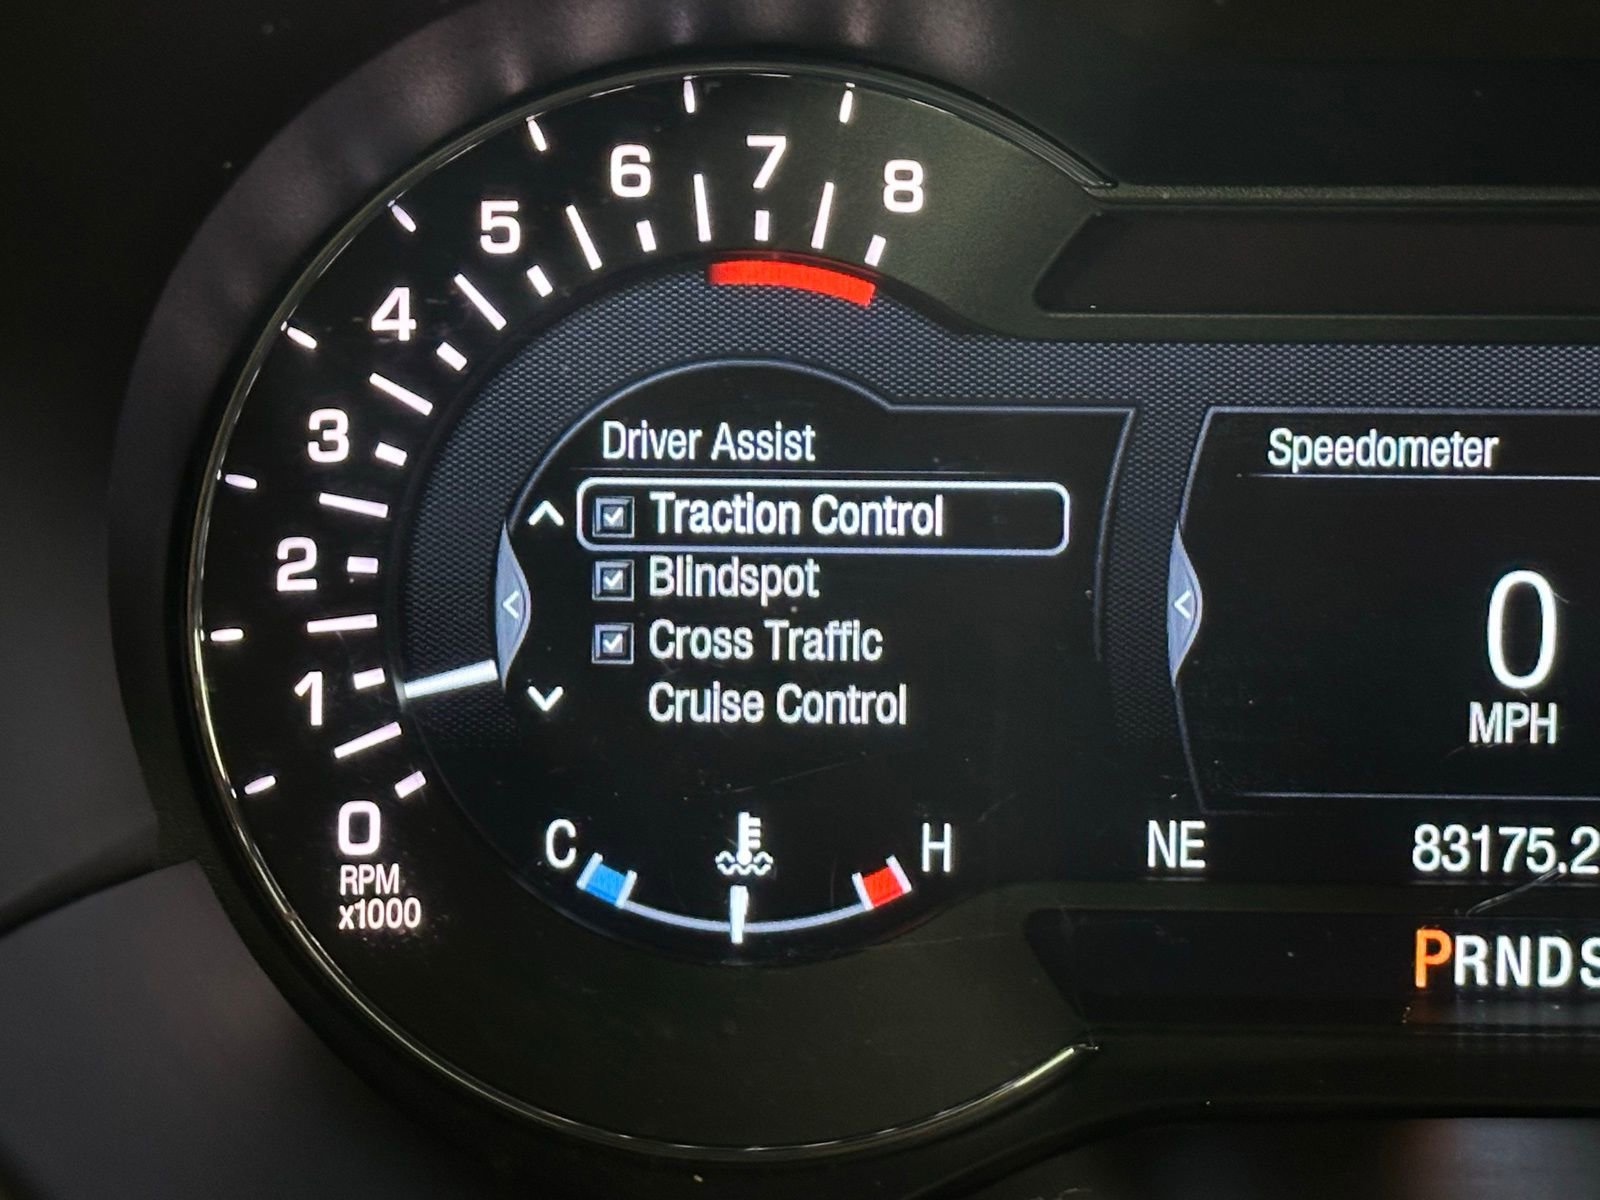 8
7
6
5
4
3
2
1
0
RPM
x1000
Driver Assist
Traction Control
Blindspot
Cross Traffic
Cruise Control
C
H
Speedometer
0
MPH
NE
83175.2
PRNDS